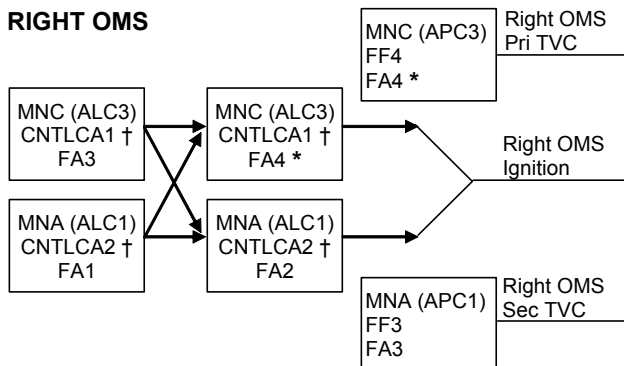 RIGHT OMS
MNC (APC3)
FF4
FA4 *
Right OMS
Pri TVC
MNC (ALC3)
CNTLCA1 †
FA3
MNC (ALC3)
CNTLCA1 †
FA4 *
Right OMS
Ignition
MNA (ALC1)
CNTLCA2 †
FA1
MNA (ALC1)
CNTLCA2 †
FA2
MNA (APC1)
FF3
FA3
Right OMS
Sec TVC